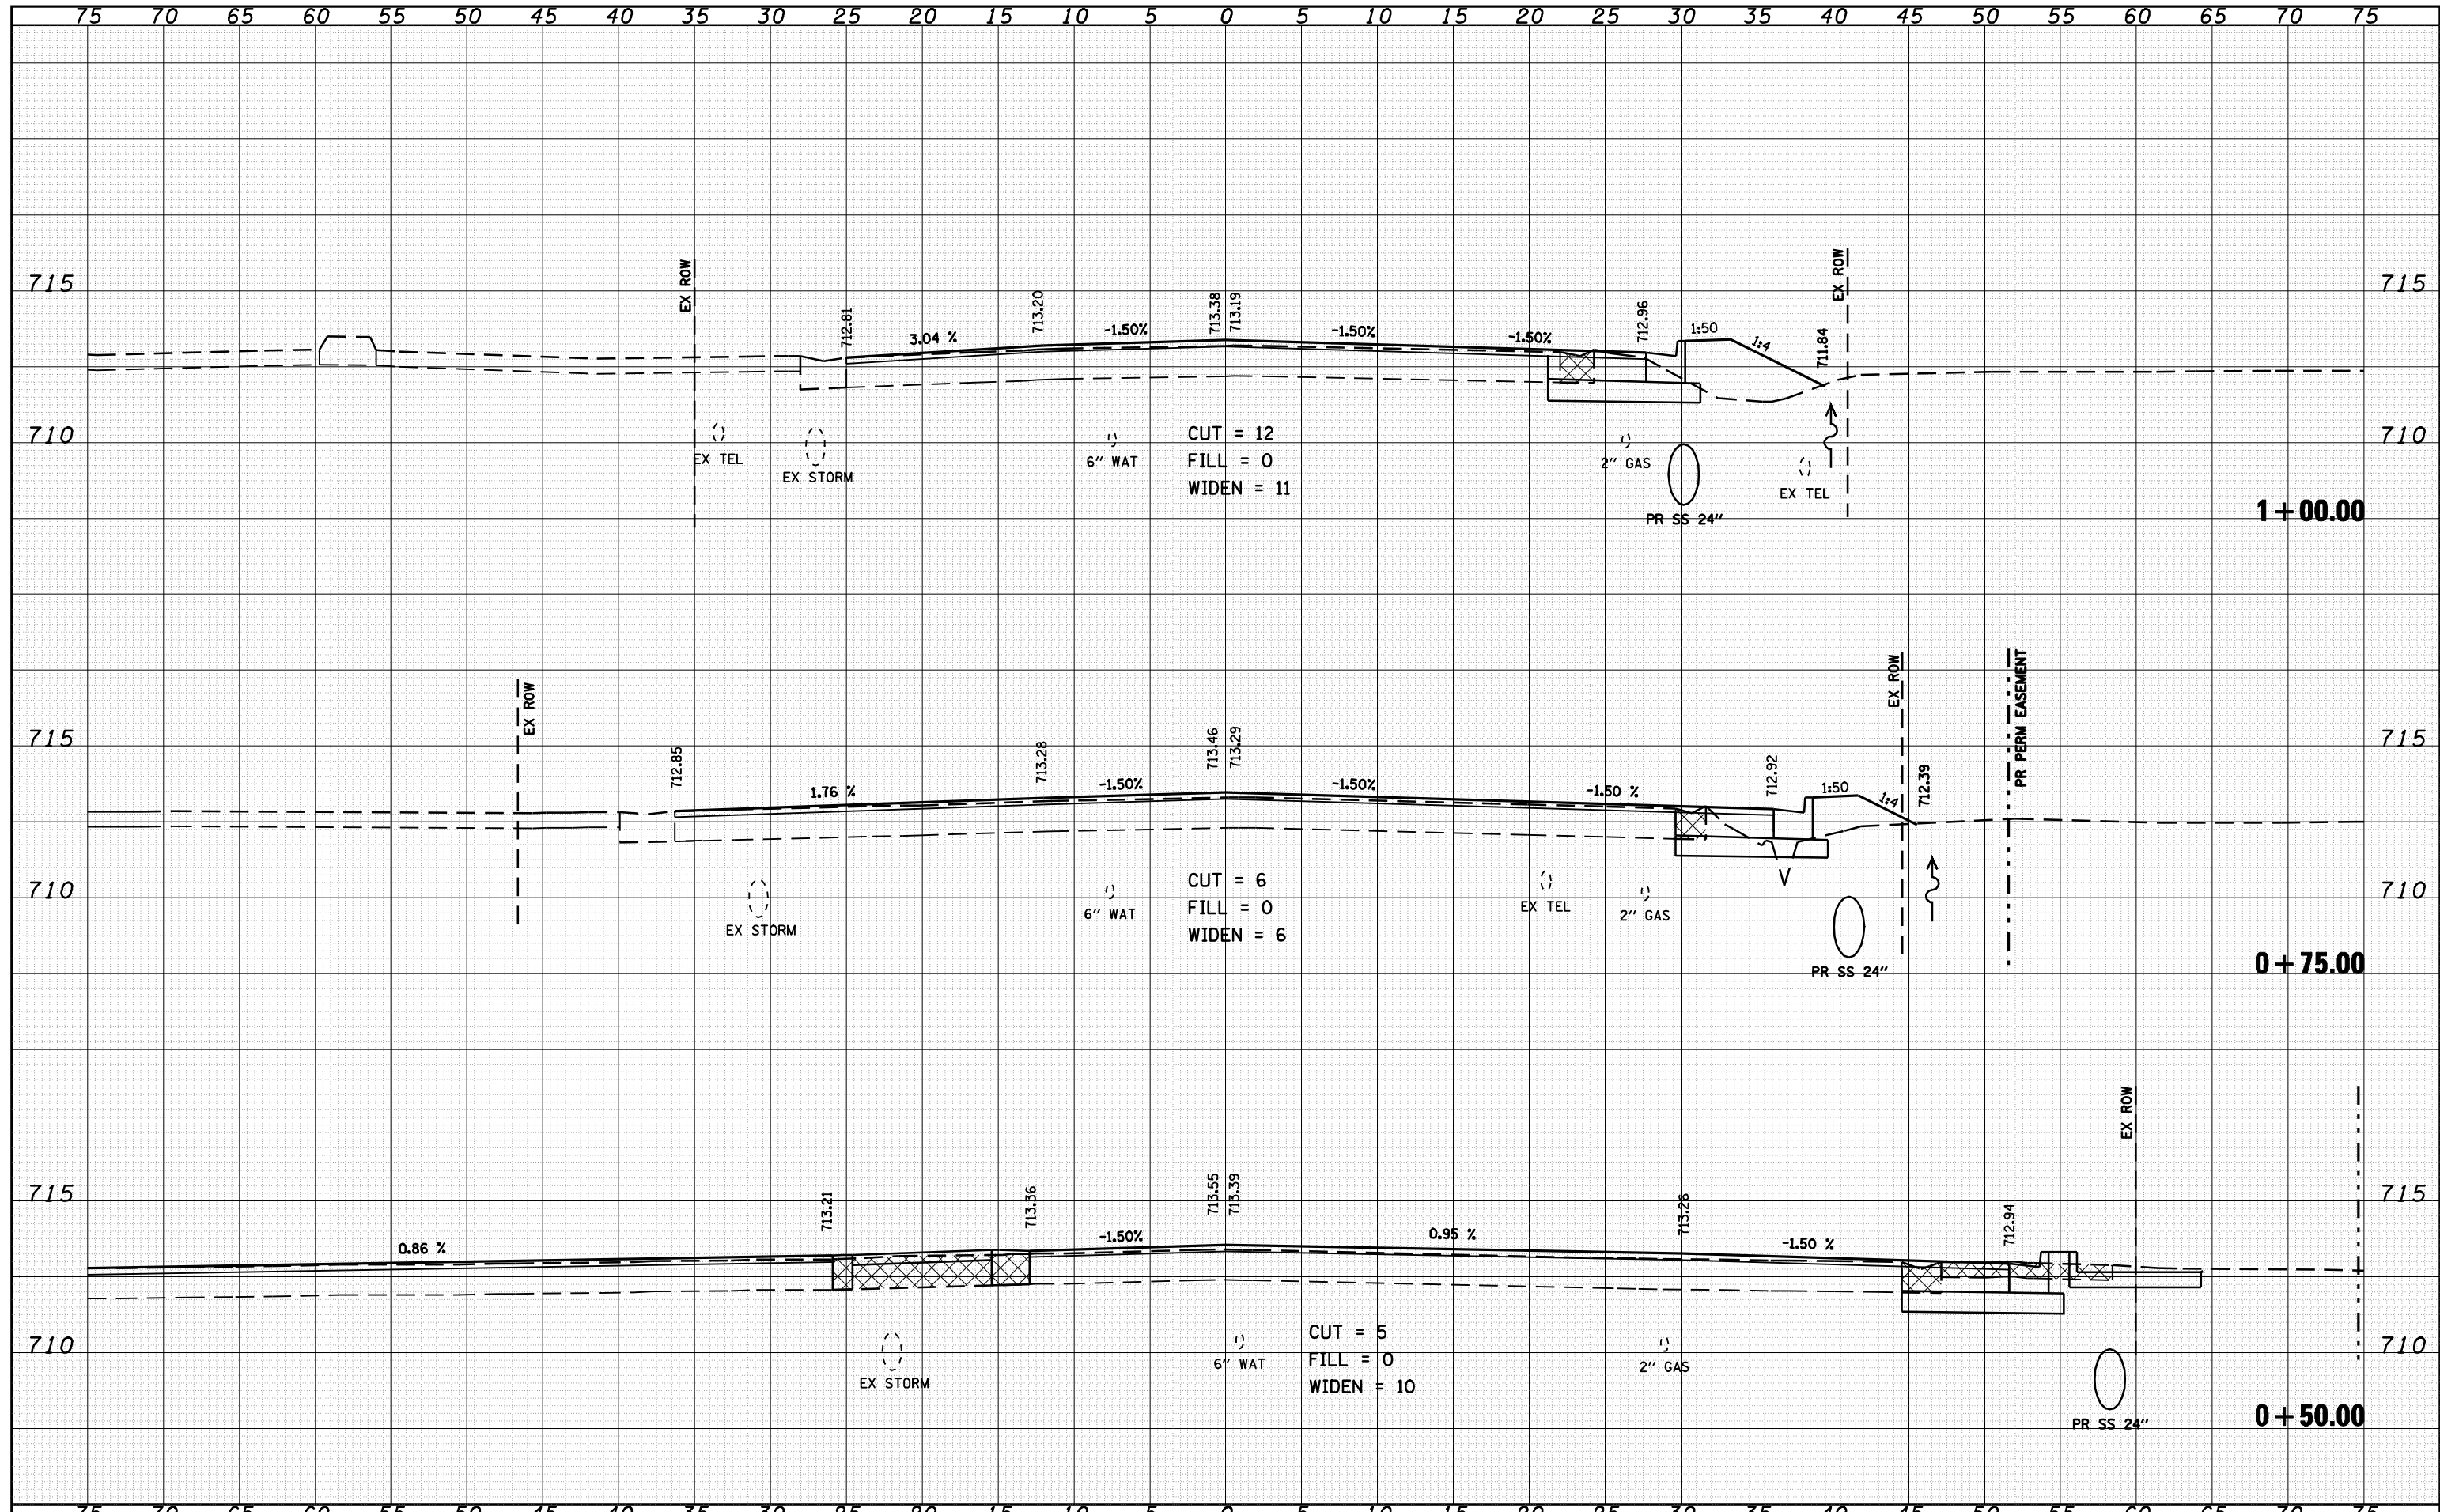 75 70 65 60 55 50 45 40 35 30 25 20 15 10 5 0 5 10 15 20 25 30 35 40 45 50 55 60 65 70 75
EX ROW
EX ROW
715
715
712.81
713.20
713.38
713.19
712.96
711.84
3.04 %
-1.50%
-1.50%
-1.50%
1:50
1:4
710
710
EX TEL
EX STORM
6″ WAT
CUT = 12
FILL = 0
WIDEN = 11
2″ GAS
EX TEL
PR SS 24″
1+00.00
EX ROW
EX ROW
PR PERM EASEMENT
715
715
712.85
713.28
713.46
713.29
712.92
712.39
1.76 %
-1.50%
-1.50%
-1.50 %
1:50
1:4
V
710
710
EX STORM
6″ WAT
CUT = 6
FILL = 0
WIDEN = 6
EX TEL
2″ GAS
PR SS 24″
0+75.00
EX ROW
715
715
713.21
713.36
713.55
713.39
713.26
712.94
0.86 %
-1.50%
0.95 %
-1.50 %
710
710
EX STORM
6″ WAT
CUT = 5
FILL = 0
WIDEN = 10
2″ GAS
PR SS 24″
0+50.00
75 70 65 60 55 50 45 40 35 30 25 20 15 10 5 0 5 10 15 20 25 30 35 40 45 50 55 60 65 70 75